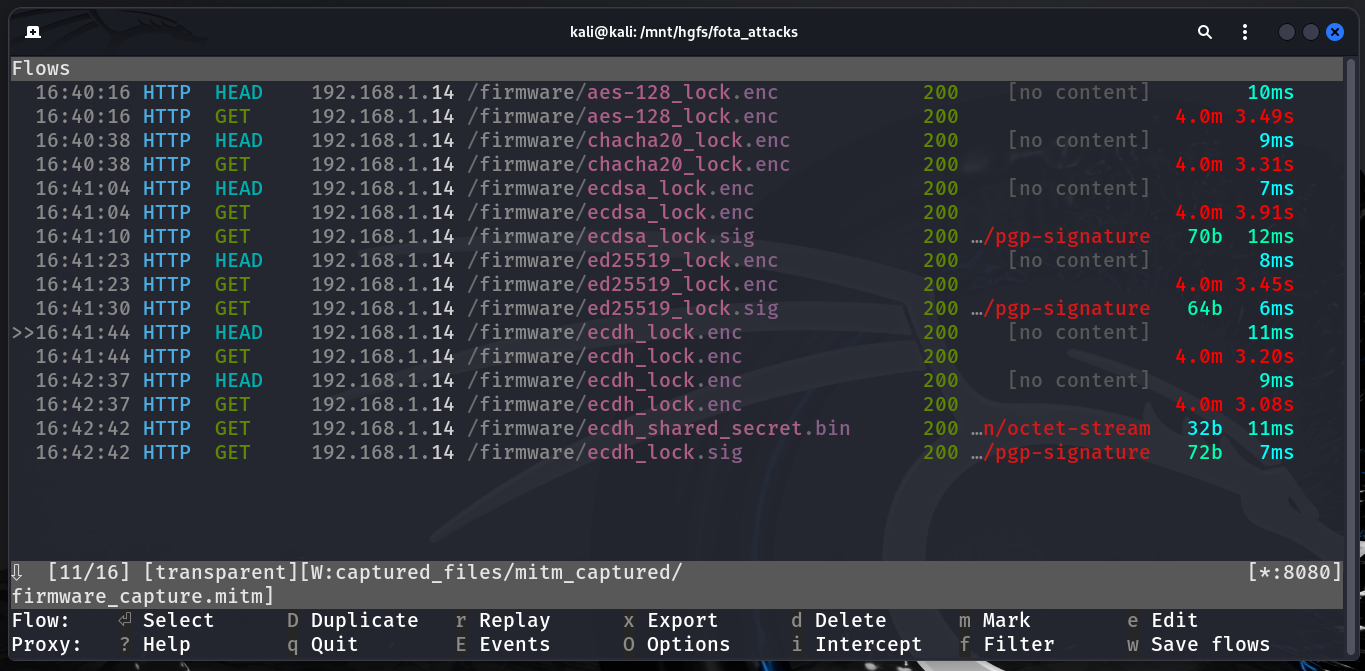 kali@kali: /mnt/hgfs/fota_attacks
Flows
16:40:16 HTTP HEAD 192.168.1.14 /firmware/aes-128_lock.enc 200 [no content] 10ms
16:40:16 HTTP GET 192.168.1.14 /firmware/aes-128_lock.enc 200 4.0m 3.49s
16:40:38 HTTP HEAD 192.168.1.14 /firmware/chacha20_lock.enc 200 [no content] 9ms
16:40:38 HTTP GET 192.168.1.14 /firmware/chacha20_lock.enc 200 4.0m 3.31s
16:41:04 HTTP HEAD 192.168.1.14 /firmware/ecdsa_lock.enc 200 [no content] 7ms
16:41:04 HTTP GET 192.168.1.14 /firmware/ecdsa_lock.enc 200 4.0m 3.91s
16:41:10 HTTP GET 192.168.1.14 /firmware/ecdsa_lock.sig 200 …/pgp-signature 70b 12ms
16:41:23 HTTP HEAD 192.168.1.14 /firmware/ed25519_lock.enc 200 [no content] 8ms
16:41:23 HTTP GET 192.168.1.14 /firmware/ed25519_lock.enc 200 4.0m 3.45s
16:41:30 HTTP GET 192.168.1.14 /firmware/ed25519_lock.sig 200 …/pgp-signature 64b 6ms
>>16:41:44 HTTP HEAD 192.168.1.14 /firmware/ecdh_lock.enc 200 [no content] 11ms
16:41:44 HTTP GET 192.168.1.14 /firmware/ecdh_lock.enc 200 4.0m 3.20s
16:42:37 HTTP HEAD 192.168.1.14 /firmware/ecdh_lock.enc 200 [no content] 9ms
16:42:37 HTTP GET 192.168.1.14 /firmware/ecdh_lock.enc 200 4.0m 3.08s
16:42:42 HTTP GET 192.168.1.14 /firmware/ecdh_shared_secret.bin 200 …n/octet-stream 32b 11ms
16:42:42 HTTP GET 192.168.1.14 /firmware/ecdh_lock.sig 200 …/pgp-signature 72b 7ms
⇩ [11/16] [transparent][W:captured_files/mitm_captured/ [*:8080]
firmware_capture.mitm]
Flow: ⏎ Select D Duplicate r Replay x Export d Delete m Mark e Edit
Proxy: ? Help q Quit E Events O Options i Intercept f Filter w Save flows